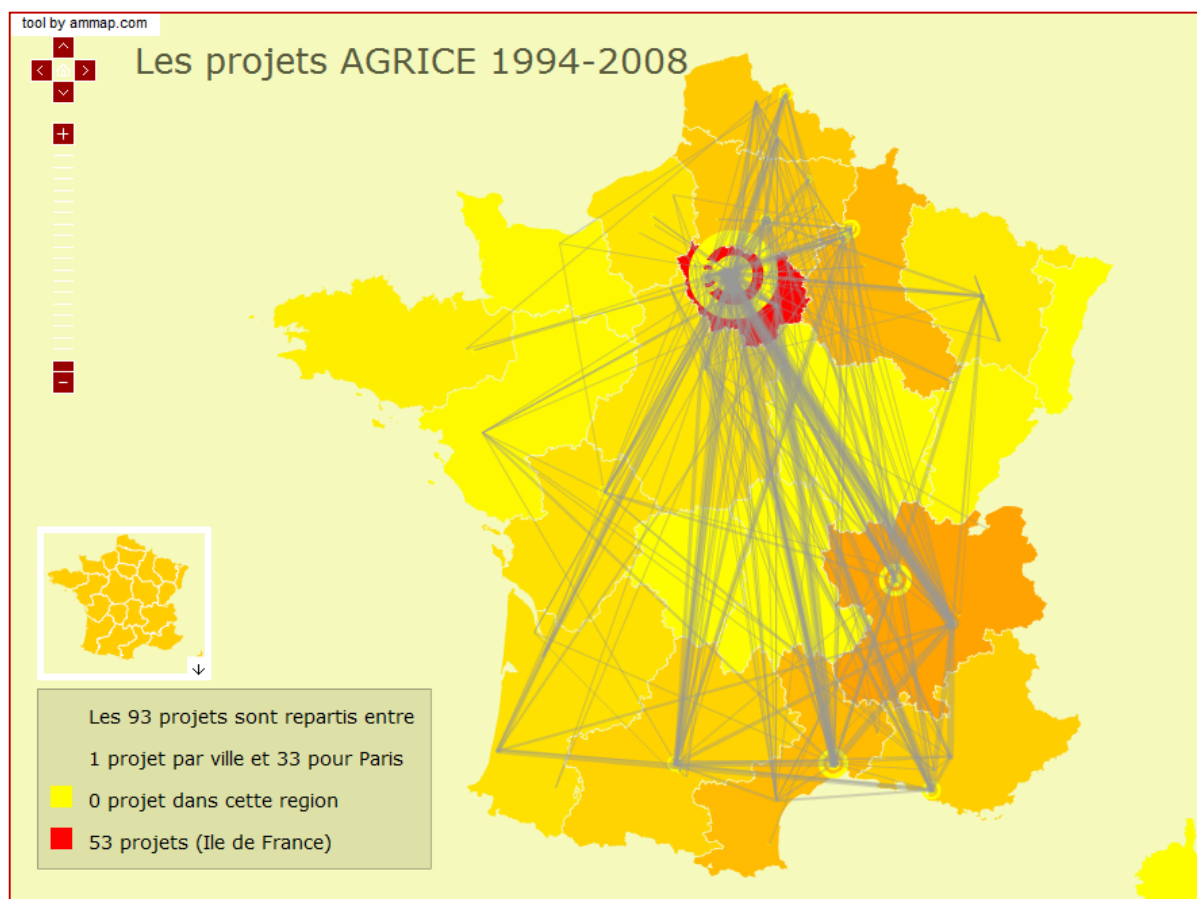 tool by ammap.com
Les projets AGRICE 1994-2008
Les 93 projets sont repartis entre
1 projet par ville et 33 pour Paris
0 projet dans cette region
53 projets (Ile de France)